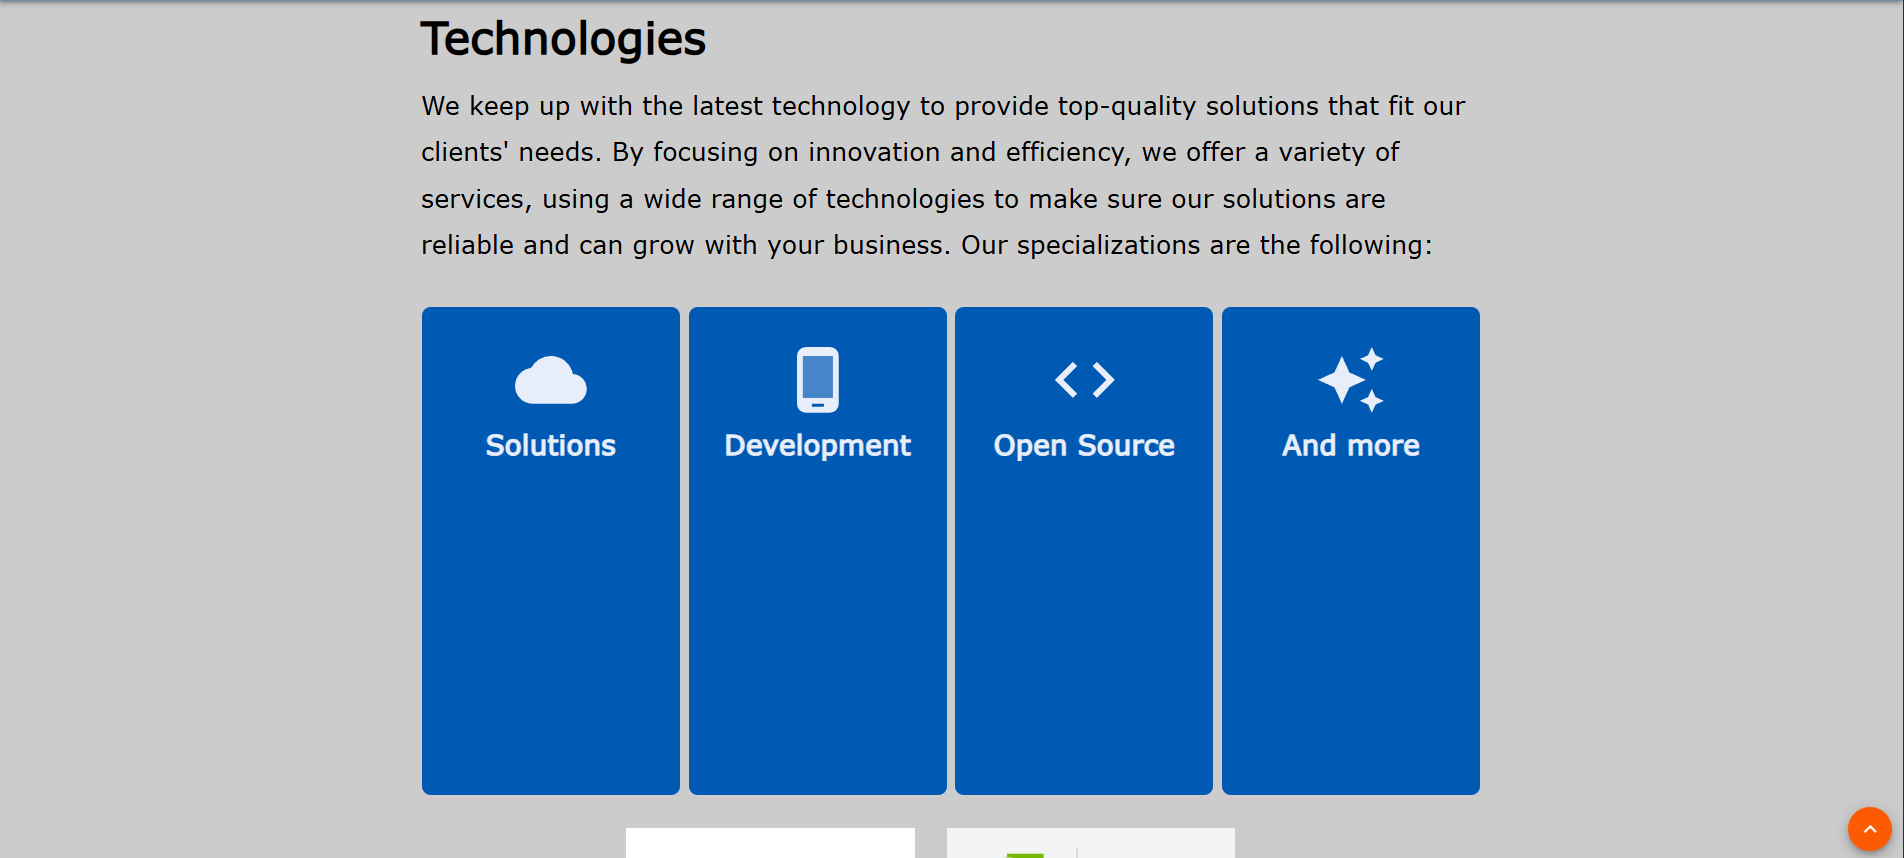 Technologies
We keep up with the latest technology to provide top-quality solutions that fit our
clients' needs. By focusing on innovation and efficiency, we offer a variety of
services, using a wide range of technologies to make sure our solutions are
reliable and can grow with your business. Our specializations are the following:
Solutions
Development
Open Source
And more